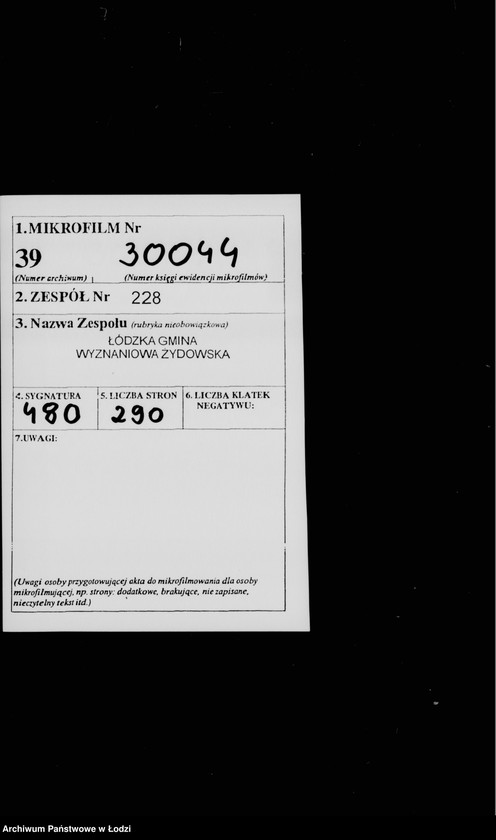 1.MIKROFILM Nr
39 30044
(Numer archiwum) (Numer księgi ewidencji mikrofilmów)
2. ZESPÓŁ Nr 228
3. Nazwa Zespołu (rubryka nieobowiązkowa)
ŁÓDZKA GMINA
WYZNANIOWA ŻYDOWSKA
4. SYGNATURA 5. LICZBA STRON 6. LICZBA KLATEK
NEGATYWU:
480 290
7.UWAGI:
(Uwagi osoby przygotowującej akta do mikrofilmowania dla osoby
mikrofilmującej, np. strony: dodatkowe, brakujące, nie zapisane,
nieczytelny tekst itd.)
Archiwum Państwowe w Łodzi